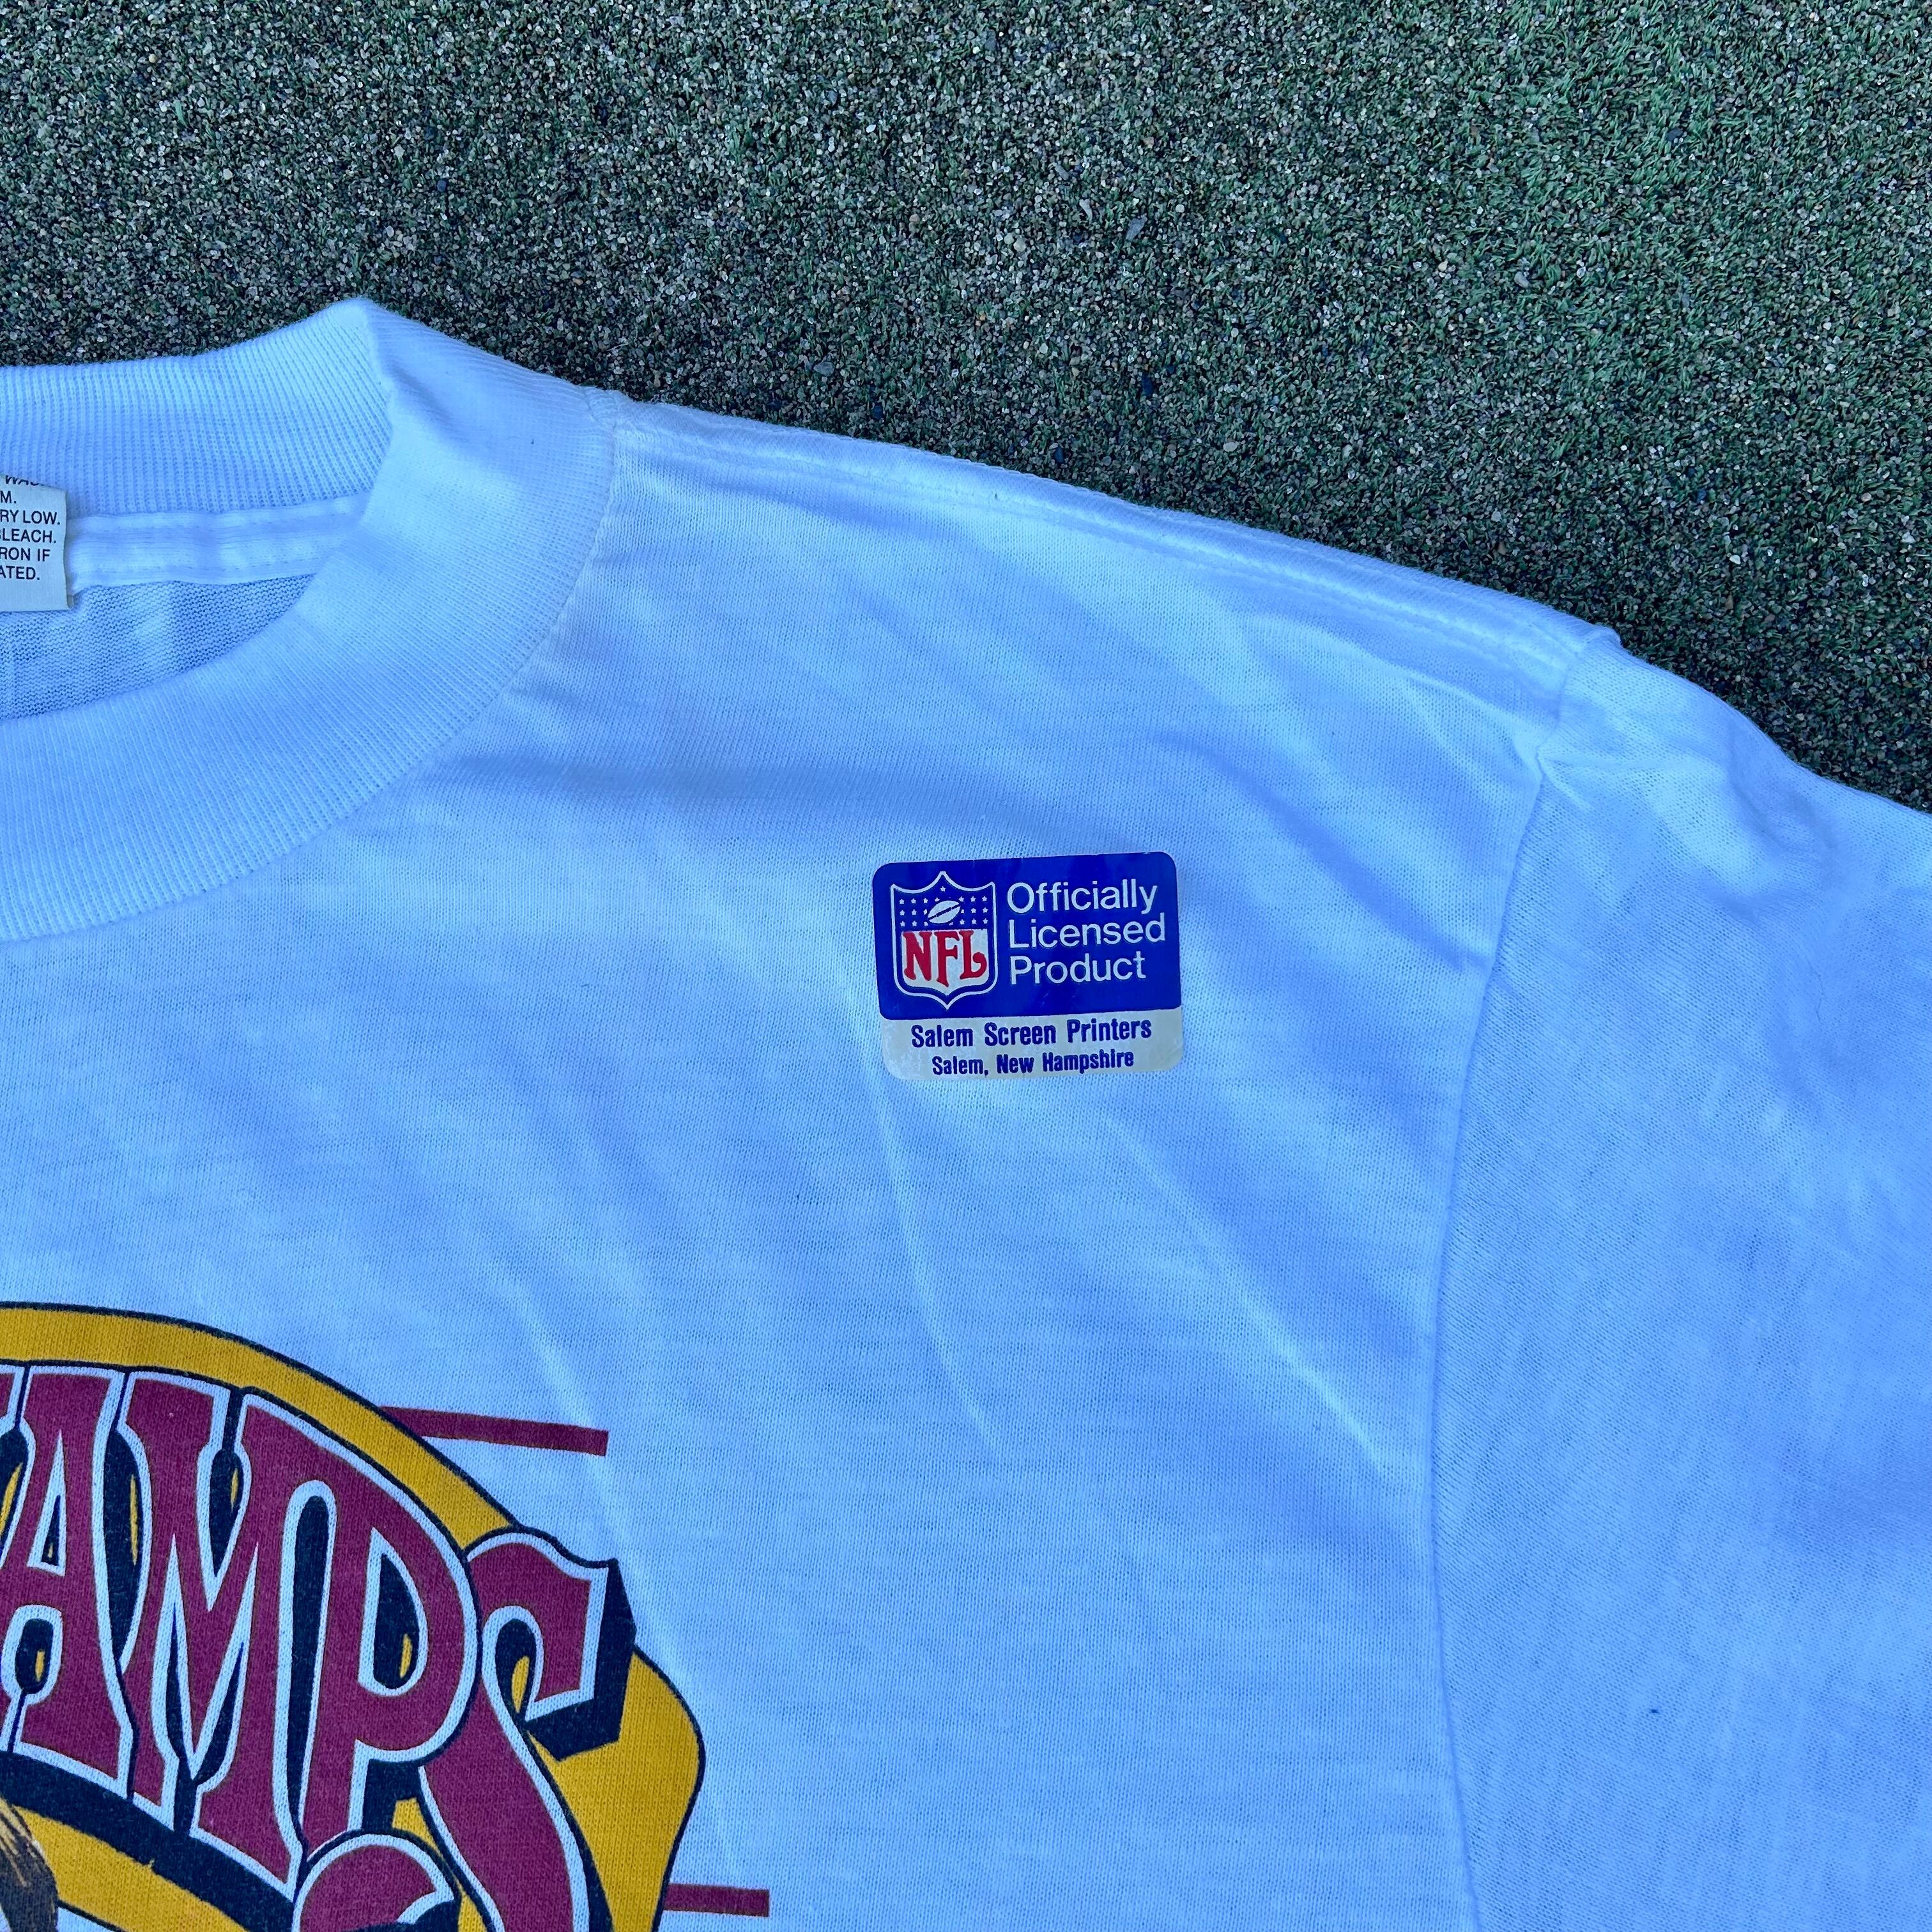 M.
RY LOW.
BLEACH.
RON IF
ATED.
NFL
Officially
Licensed
Product
Salem Screen Printers
Salem, New Hampshire
AMPS